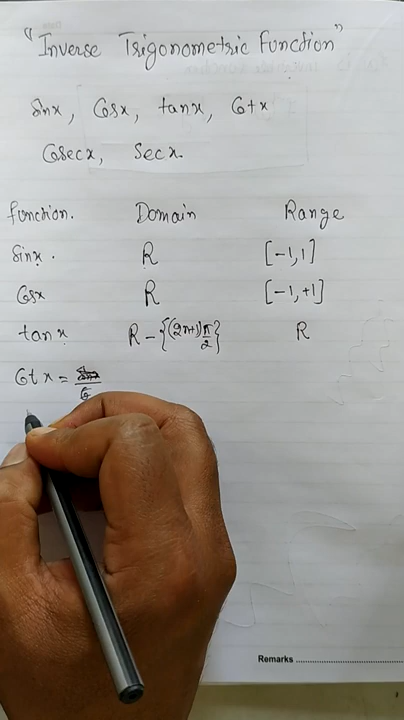 "Inverse Trigonometric Function"
Sinx, Cosx, tanx, Cotx
Cosecx, Secx.
function. Domain Range
Sinx. R [-1,1]
Cosx R [-1,+1]
tanx R - {(2n+1)π/2} R
Cotx =
Remarks